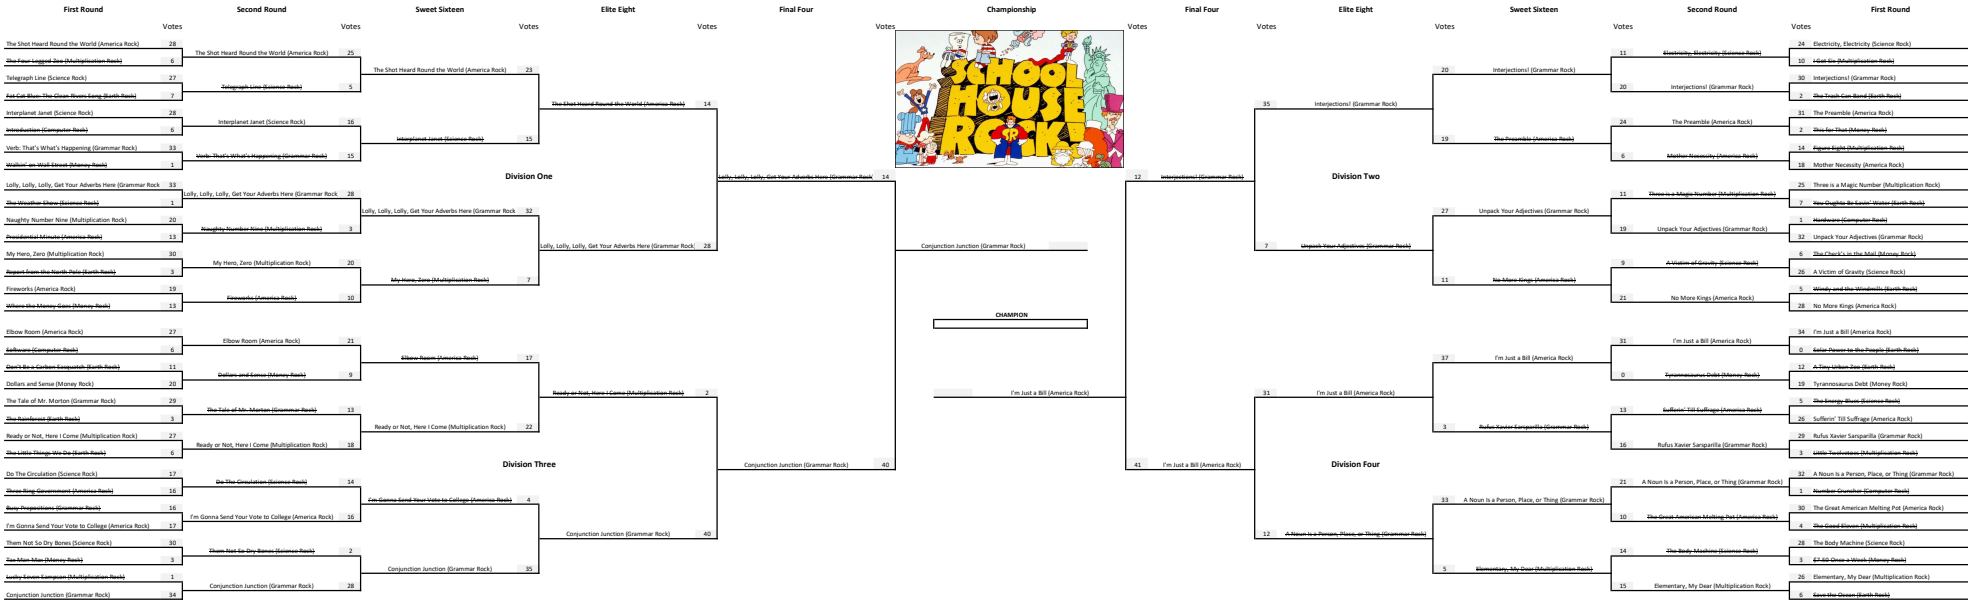 First Round
Second Round
Sweet Sixteen
Elite Eight
Final Four
Championship
Final Four
Elite Eight
Sweet Sixteen
Second Round
First Round
Votes
Votes
Votes
Votes
Votes
Votes
Votes
Votes
Votes
Votes
The Shot Heard Round the World (America Rock) 28
The Four-Legged Zoo (Multiplication Rock) 6
Telegraph Line (Science Rock) 27
Fat Cat Blue: The Clean Rivers Song (Earth Rock) 7
Interplanet Janet (Science Rock) 28
Introduction (Computer Rock) 6
Verb: That's What's Happening (Grammar Rock) 33
Walkin' on Wall Street (Money Rock) 1
Lolly, Lolly, Lolly, Get Your Adverbs Here (Grammar Rock 33
The Weather Show (Science Rock) 1
Naughty Number Nine (Multiplication Rock) 20
Presidential Minute (America Rock) 13
My Hero, Zero (Multiplication Rock) 30
Report from the North Pole (Earth Rock) 3
Fireworks (America Rock) 19
Where the Money Goes (Money Rock) 13
Elbow Room (America Rock) 27
Software (Computer Rock) 6
Don't Be a Carbon Sasquatch (Earth Rock) 11
Dollars and Sense (Money Rock) 20
The Tale of Mr. Morton (Grammar Rock) 29
The Rainforest (Earth Rock) 3
Ready or Not, Here I Come (Multiplication Rock) 27
The Little Things We Do (Earth Rock) 6
Do The Circulation (Science Rock) 17
Three Ring Government (America Rock) 16
Busy Prepositions (Grammar Rock) 16
I'm Gonna Send Your Vote to College (America Rock) 17
Them Not So Dry Bones (Science Rock) 30
Tax Man Max (Money Rock) 3
Lucky Seven Sampson (Multiplication Rock) 1
Conjunction Junction (Grammar Rock) 34
The Shot Heard Round the World (America Rock) 25
Telegraph Line (Science Rock) 5
Interplanet Janet (Science Rock) 16
Verb: That's What's Happening (Grammar Rock) 15
Lolly, Lolly, Lolly, Get Your Adverbs Here (Grammar Rock 28
Naughty Number Nine (Multiplication Rock) 3
My Hero, Zero (Multiplication Rock) 20
Fireworks (America Rock) 10
Elbow Room (America Rock) 21
Dollars and Sense (Money Rock) 9
The Tale of Mr. Morton (Grammar Rock) 13
Ready or Not, Here I Come (Multiplication Rock) 18
Do The Circulation (Science Rock) 14
I'm Gonna Send Your Vote to College (America Rock) 16
Them Not So Dry Bones (Science Rock) 2
Conjunction Junction (Grammar Rock) 28
The Shot Heard Round the World (America Rock) 23
Interplanet Janet (Science Rock) 15
Lolly, Lolly, Lolly, Get Your Adverbs Here (Grammar Rock 32
My Hero, Zero (Multiplication Rock) 7
Elbow Room (America Rock) 17
Ready or Not, Here I Come (Multiplication Rock) 22
I'm Gonna Send Your Vote to College (America Rock) 4
Conjunction Junction (Grammar Rock) 35
The Shot Heard Round the World (America Rock) 14
Division One
Lolly, Lolly, Lolly, Get Your Adverbs Here (Grammar Rock) 28
Ready or Not, Here I Come (Multiplication Rock) 2
Division Three
Conjunction Junction (Grammar Rock) 40
Lolly, Lolly, Lolly, Get Your Adverbs Here (Grammar Rock) 14
Conjunction Junction (Grammar Rock) 40
SCHOOL
HOUSE
ROCK!
SR
Conjunction Junction (Grammar Rock)
CHAMPION
I'm Just a Bill (America Rock)
12 Interjections! (Grammar Rock)
41 I'm Just a Bill (America Rock)
35 Interjections! (Grammar Rock)
Division Two
7 Unpack Your Adjectives (Grammar Rock)
31 I'm Just a Bill (America Rock)
Division Four
12 A Noun Is a Person, Place, or Thing (Grammar Rock)
20 Interjections! (Grammar Rock)
19 The Preamble (America Rock)
27 Unpack Your Adjectives (Grammar Rock)
11 No More Kings (America Rock)
37 I'm Just a Bill (America Rock)
3 Rufus Xavier Sarsparilla (Grammar Rock)
33 A Noun Is a Person, Place, or Thing (Grammar Rock)
5 Elementary, My Dear (Multiplication Rock)
11 Electricity, Electricity (Science Rock)
20 Interjections! (Grammar Rock)
24 The Preamble (America Rock)
6 Mother Necessity (America Rock)
11 Three is a Magic Number (Multiplication Rock)
19 Unpack Your Adjectives (Grammar Rock)
9 A Victim of Gravity (Science Rock)
21 No More Kings (America Rock)
31 I'm Just a Bill (America Rock)
0 Tyrannosaurus Debt (Money Rock)
13 Sufferin' Till Suffrage (America Rock)
16 Rufus Xavier Sarsparilla (Grammar Rock)
21 A Noun Is a Person, Place, or Thing (Grammar Rock)
10 The Great American Melting Pot (America Rock)
14 The Body Machine (Science Rock)
15 Elementary, My Dear (Multiplication Rock)
24 Electricity, Electricity (Science Rock)
10 I Got Six (Multiplication Rock)
30 Interjections! (Grammar Rock)
2 The Trash Can Band (Earth Rock)
31 The Preamble (America Rock)
2 This for That (Money Rock)
14 Figure Eight (Multiplication Rock)
18 Mother Necessity (America Rock)
25 Three is a Magic Number (Multiplication Rock)
7 You Oughta Be Savin' Water (Earth Rock)
1 Hardware (Computer Rock)
32 Unpack Your Adjectives (Grammar Rock)
6 The Check's in the Mail (Money Rock)
26 A Victim of Gravity (Science Rock)
5 Windy and the Windmills (Earth Rock)
28 No More Kings (America Rock)
34 I'm Just a Bill (America Rock)
0 Solar Power to the People (Earth Rock)
12 A Tiny Urban Zoo (Earth Rock)
19 Tyrannosaurus Debt (Money Rock)
5 The Energy Blues (Science Rock)
26 Sufferin' Till Suffrage (America Rock)
29 Rufus Xavier Sarsparilla (Grammar Rock)
3 Little Twelvetoes (Multiplication Rock)
32 A Noun Is a Person, Place, or Thing (Grammar Rock)
1 Number Cruncher (Computer Rock)
30 The Great American Melting Pot (America Rock)
4 The Good Eleven (Multiplication Rock)
28 The Body Machine (Science Rock)
3 $7.50 Once a Week (Money Rock)
26 Elementary, My Dear (Multiplication Rock)
6 Save the Ocean (Earth Rock)